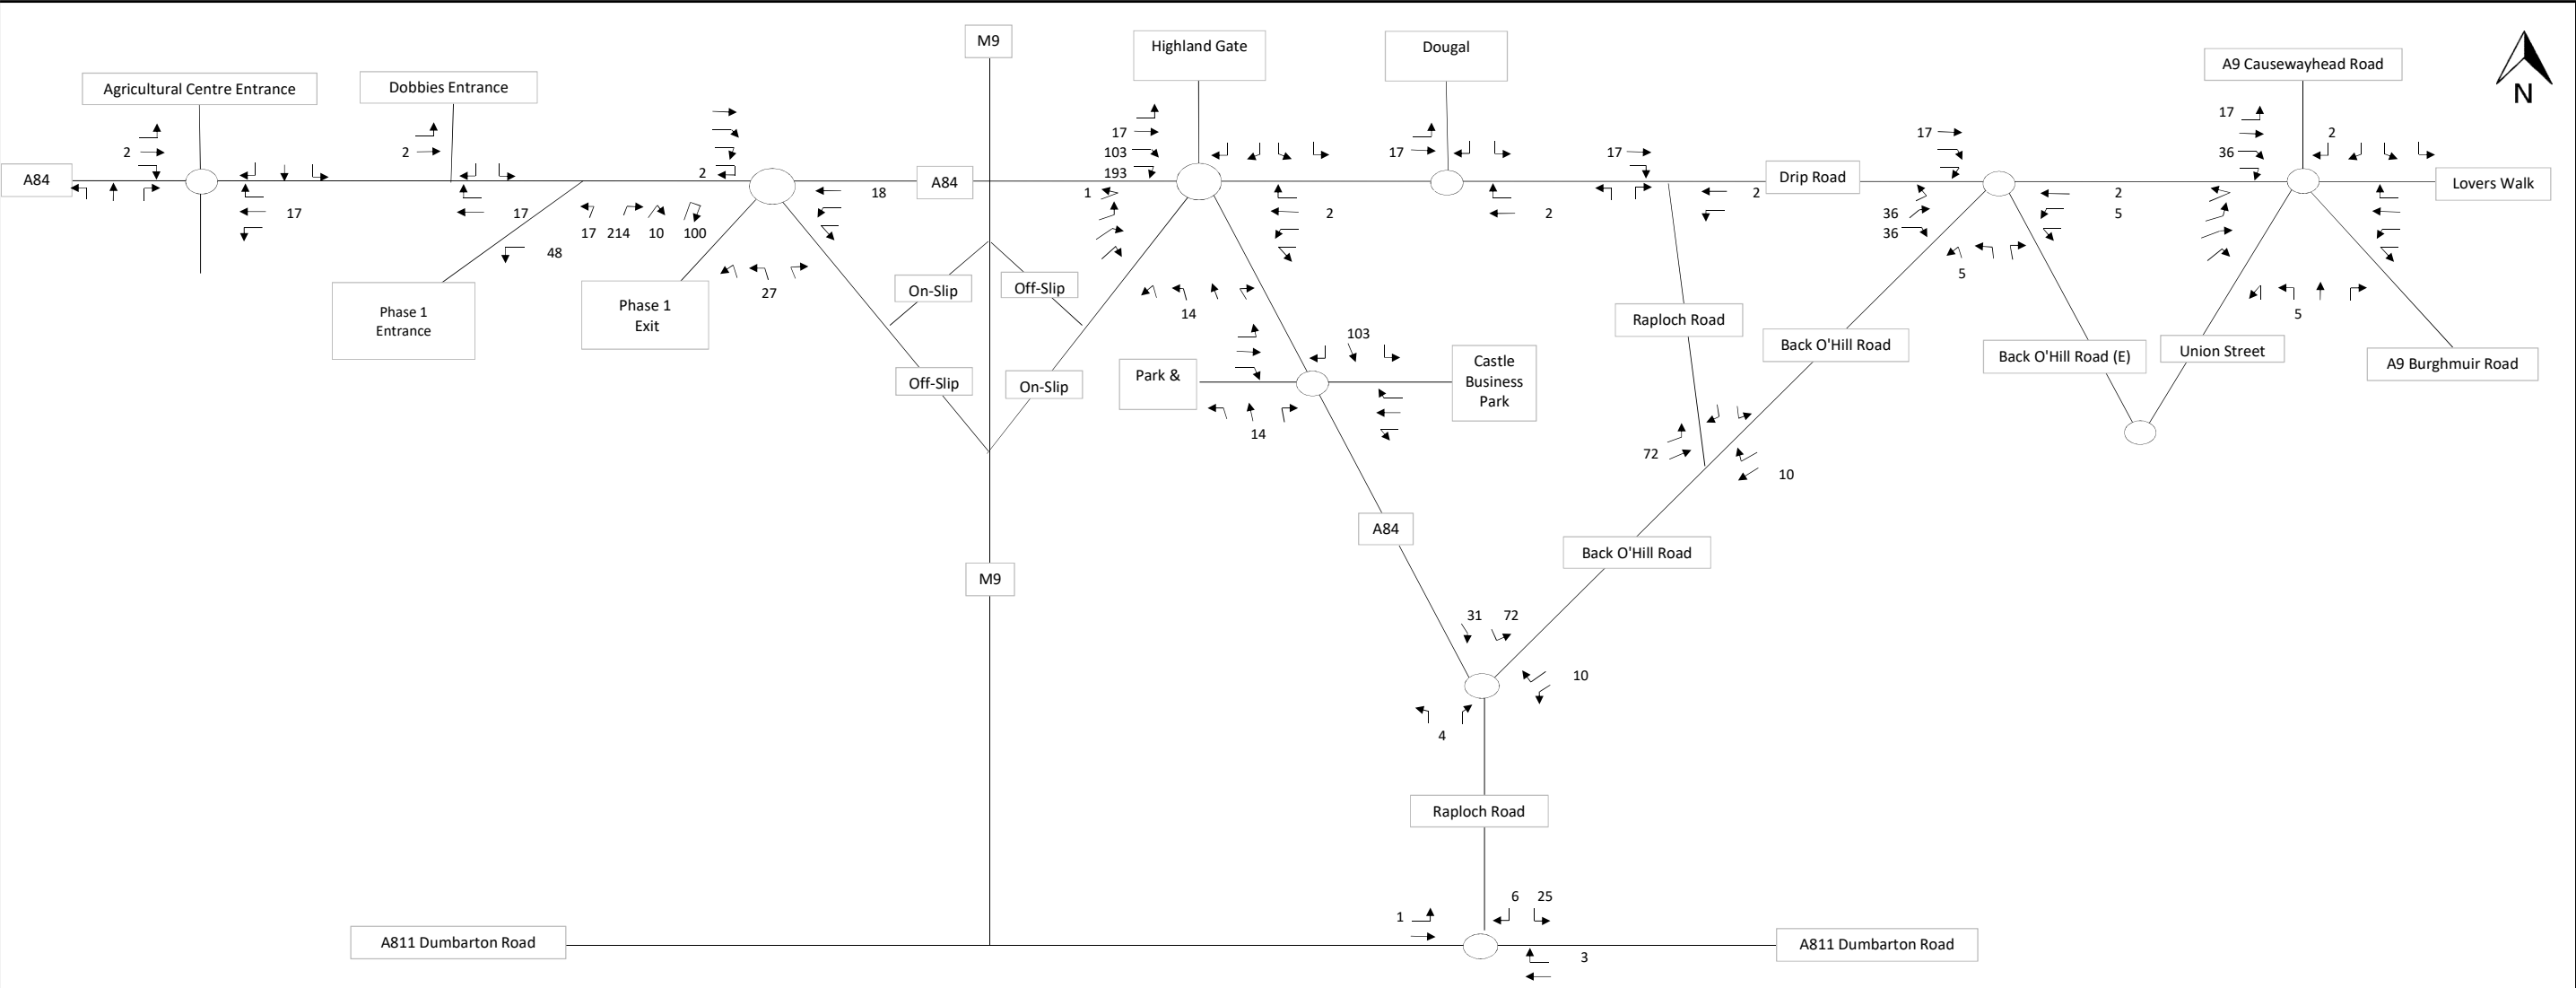 M9
Highland Gate
Dougal
A9 Causewayhead Road
N
Agricultural Centre Entrance
Dobbies Entrance
2
2
17
103
193
17
17
17
17
36
2
A84
2
A84
Drip Road
Lovers Walk
17
17
18
1
2
2
2
36
36
2
5
17 214 10 100
48
27
5
On-Slip
Off-Slip
14
5
Phase 1
Entrance
Phase 1
Exit
Raploch Road
Back O'Hill Road
Back O'Hill Road (E)
Union Street
A9 Burghmuir Road
103
Off-Slip
On-Slip
Park &
Castle
Business
Park
14
72
10
A84
Back O'Hill Road
M9
31 72
10
4
Raploch Road
6 25
1
A811 Dumbarton Road
A811 Dumbarton Road
3